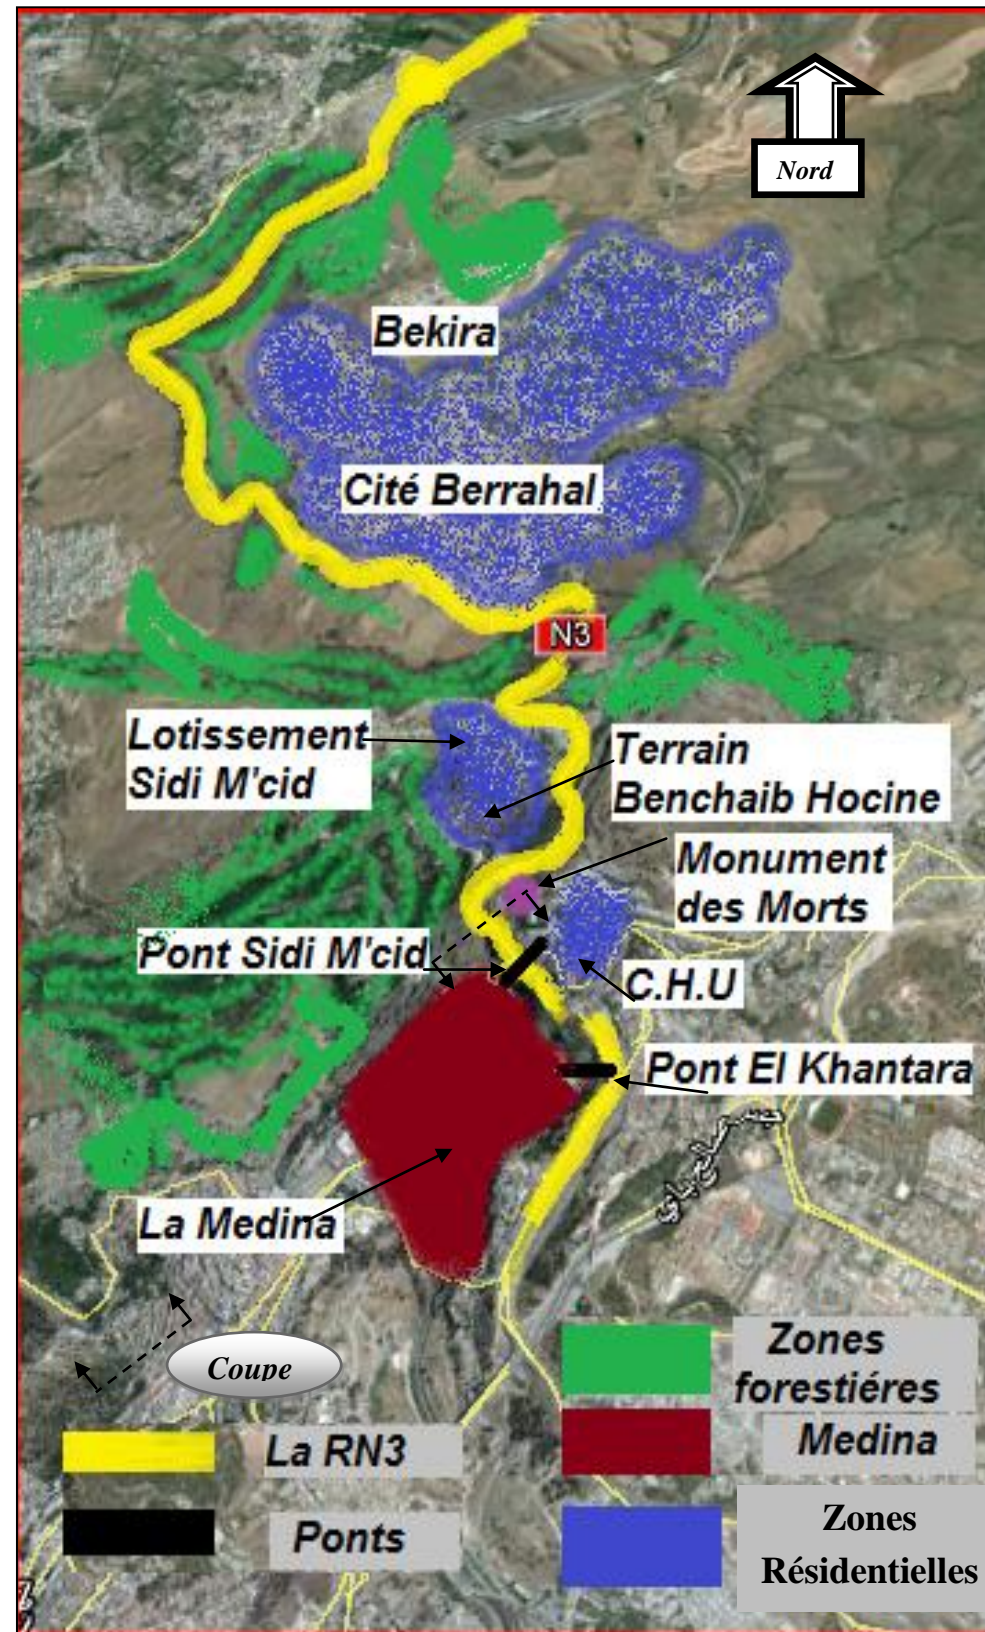 Nord
Bekira
Cité Berrahal
N3
Lotissement
Sidi M'cid
Terrain
Benchaib Hocine
Monument
des Morts
Pont Sidi M'cid
C.H.U
Pont El Khantara
La Medina
Coupe
Zones
forestiéres
La RN3
Medina
Ponts
Zones
Résidentielles